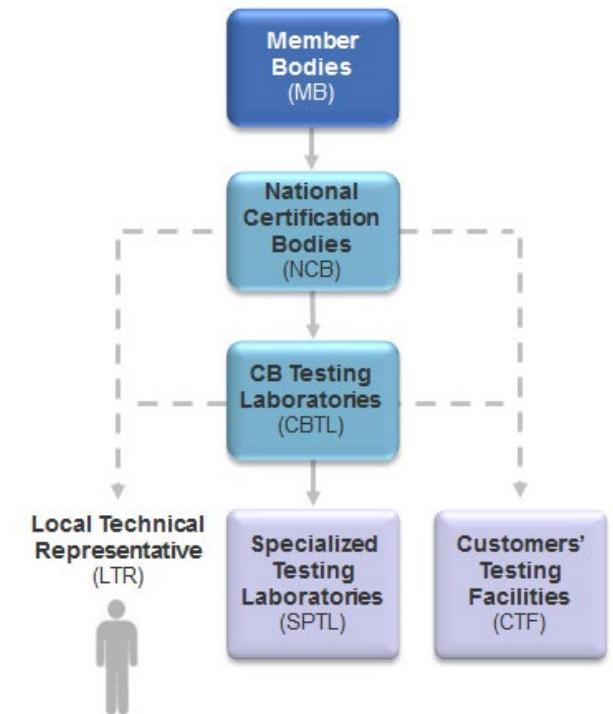 Member
Bodies
(MB)
National
Certification
Bodies
(NCB)
CB Testing
Laboratories
(CBTL)
Local Technical
Representative
(LTR)
Specialized
Testing
Laboratories
(SPTL)
Customers’
Testing
Facilities
(CTF)